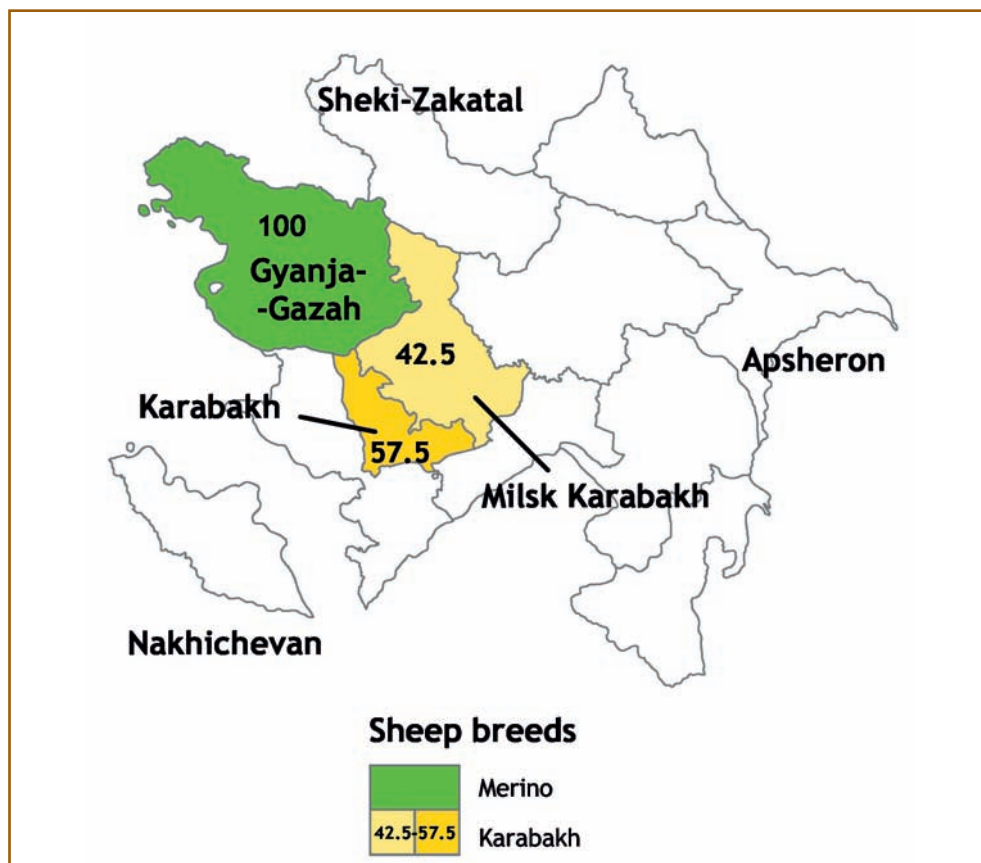 Sheki-Zakatal
100
Gyanja-
-Gazah
42.5
Apsheron
Karabakh
57.5
Milsk Karabakh
Nakhichevan
Sheep breeds
Merino
42.5-57.5 Karabakh